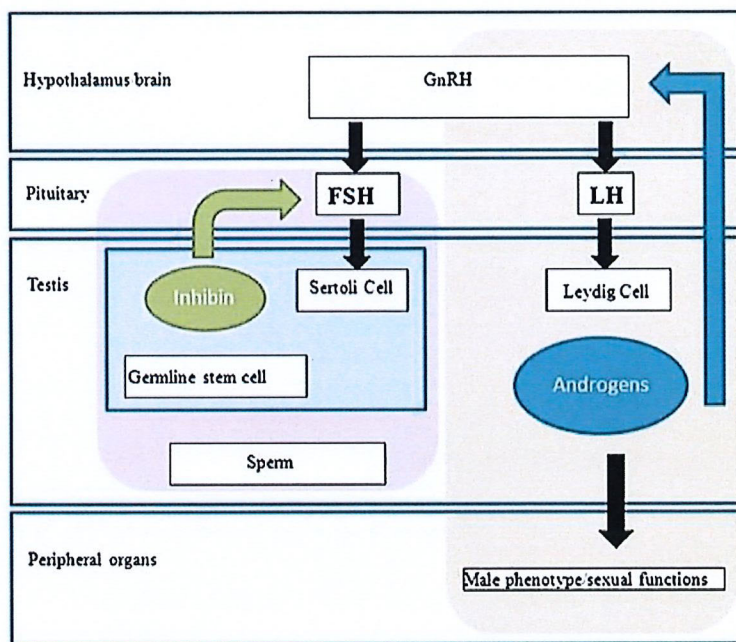 Hypothalamus brain
GnRH
Pituitary
FSH
LH
Testis
Inhibin
Sertoli Cell
Leydig Cell
Germline stem cell
Androgens
Sperm
Peripheral organs
Male phenotype/sexual functions